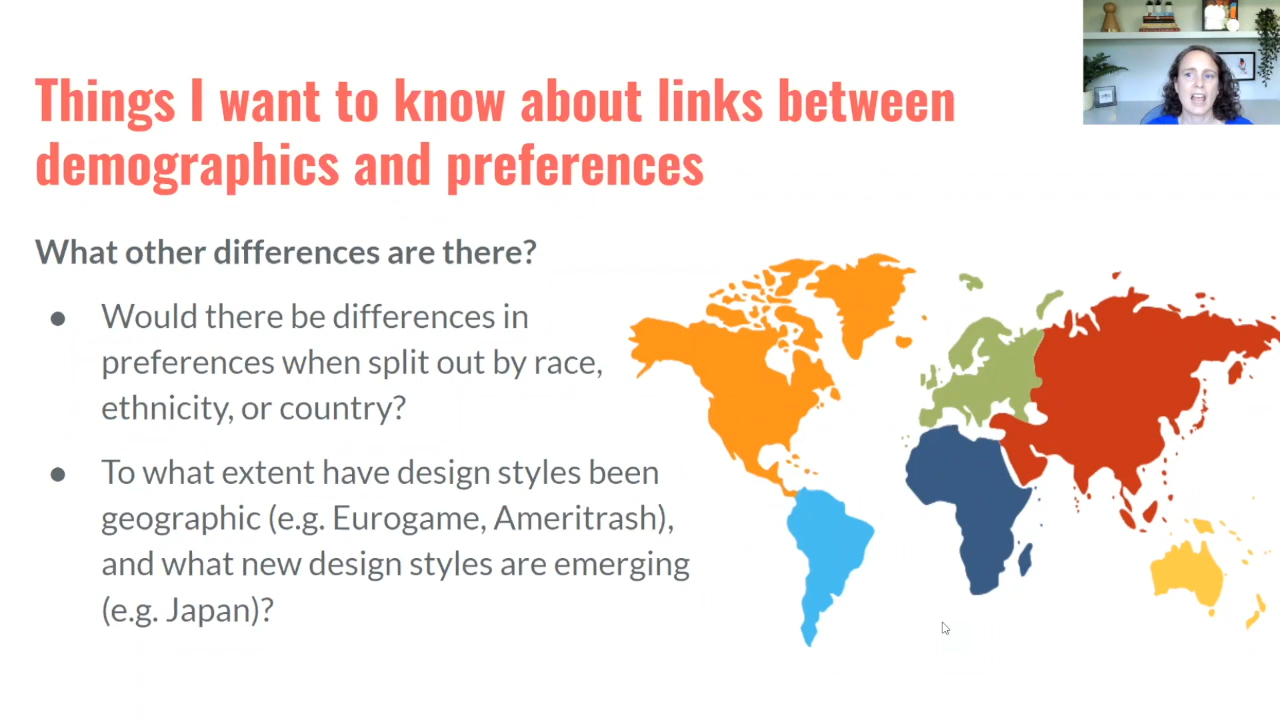 Things I want to know about links between
demographics and preferences
What other differences are there?
● Would there be differences in
preferences when split out by race,
ethnicity, or country?
● To what extent have design styles been
geographic (e.g. Eurogame, Ameritrash),
and what new design styles are emerging
(e.g. Japan)?